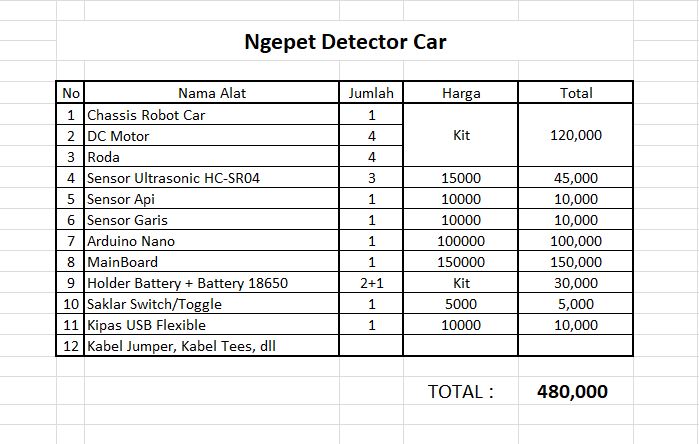 Ngepet Detector Car
No Nama Alat Jumlah Harga Total
1 Chassis Robot Car 1
2 DC Motor 4 Kit 120,000
3 Roda 4
4 Sensor Ultrasonic HC-SR04 3 15000 45,000
5 Sensor Api 1 10000 10,000
6 Sensor Garis 1 10000 10,000
7 Arduino Nano 1 100000 100,000
8 MainBoard 1 150000 150,000
9 Holder Battery + Battery 18650 2+1 Kit 30,000
10 Saklar Switch/Toggle 1 5000 5,000
11 Kipas USB Flexible 1 10000 10,000
12 Kabel Jumper, Kabel Tees, dll
TOTAL : 480,000